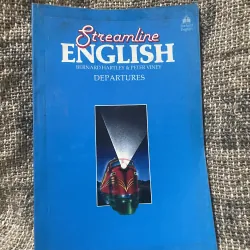 Streamline
ENGLISH
BERNARD HARTLEY & PETER VINEY
DEPARTURES